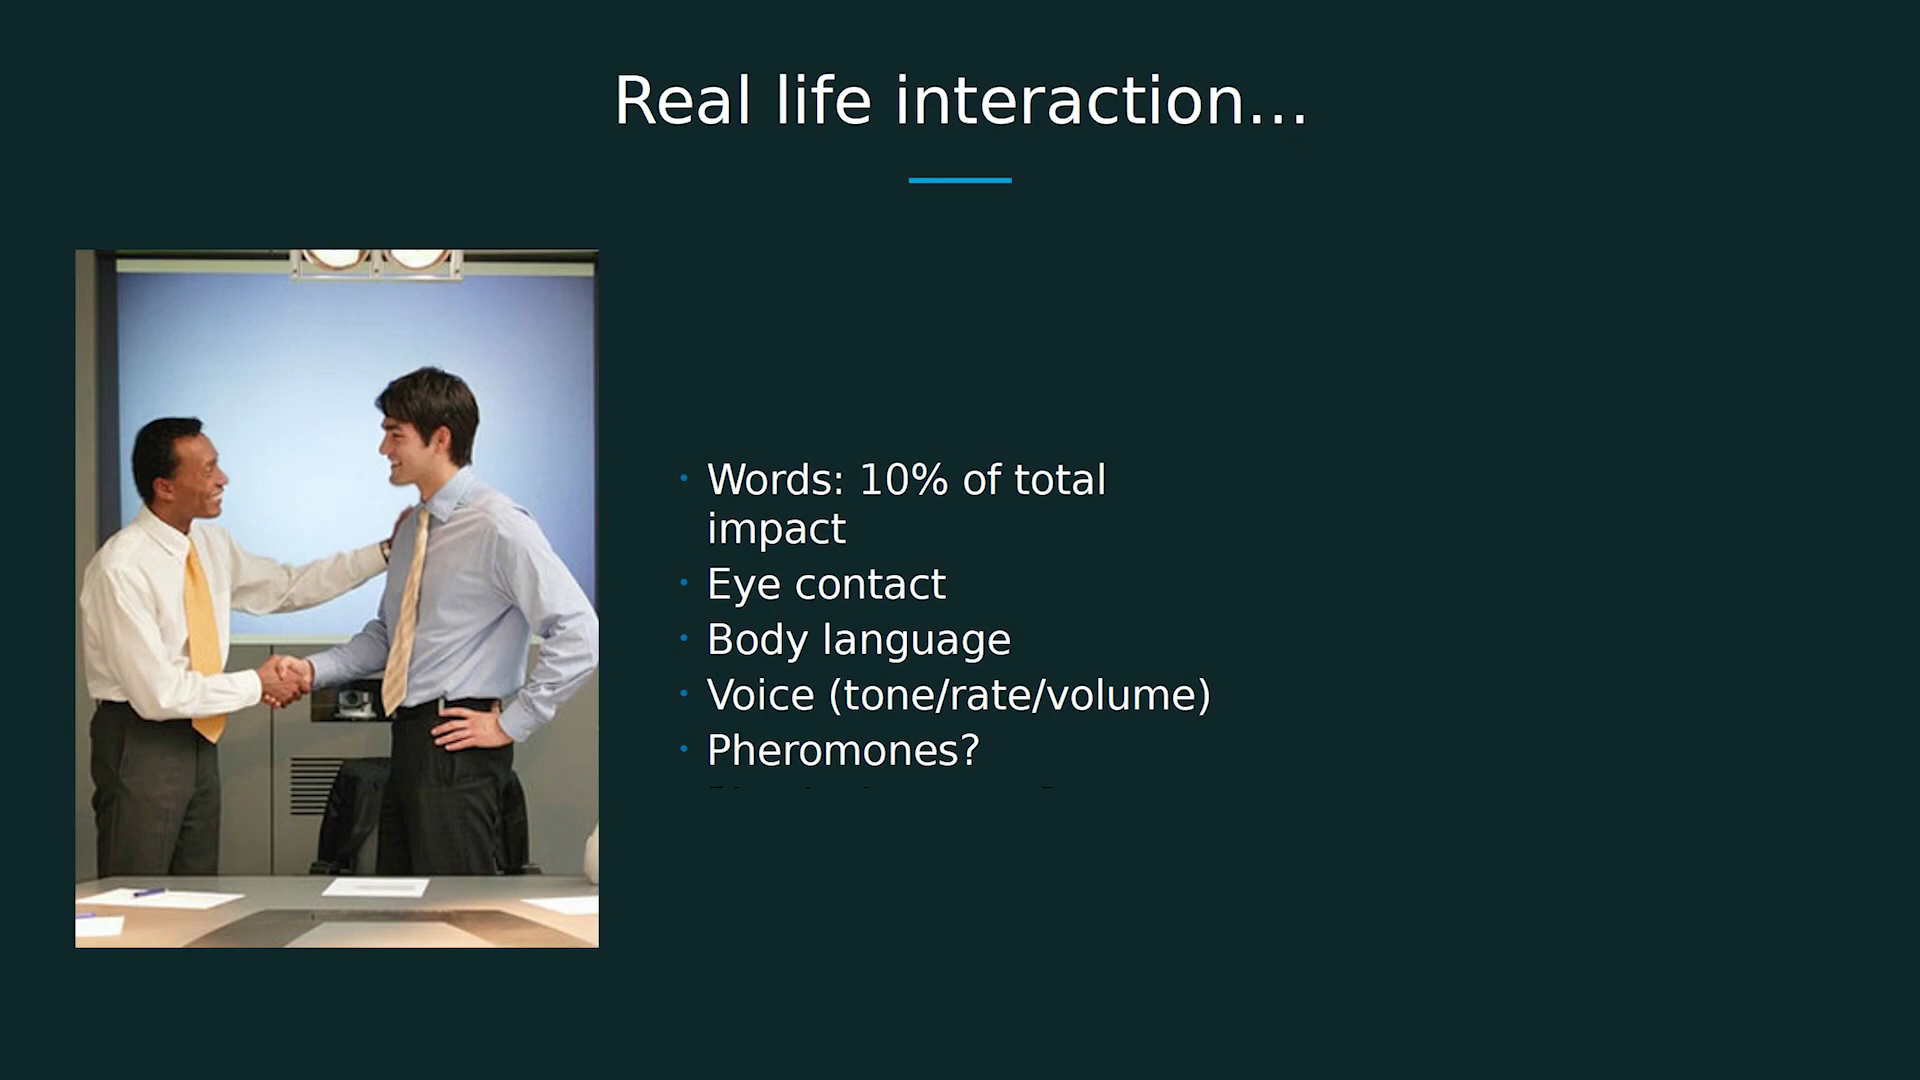 Real life interaction...
• Words: 10% of total
impact
• Eye contact
• Body language
• Voice (tone/rate/volume)
• Pheromones?